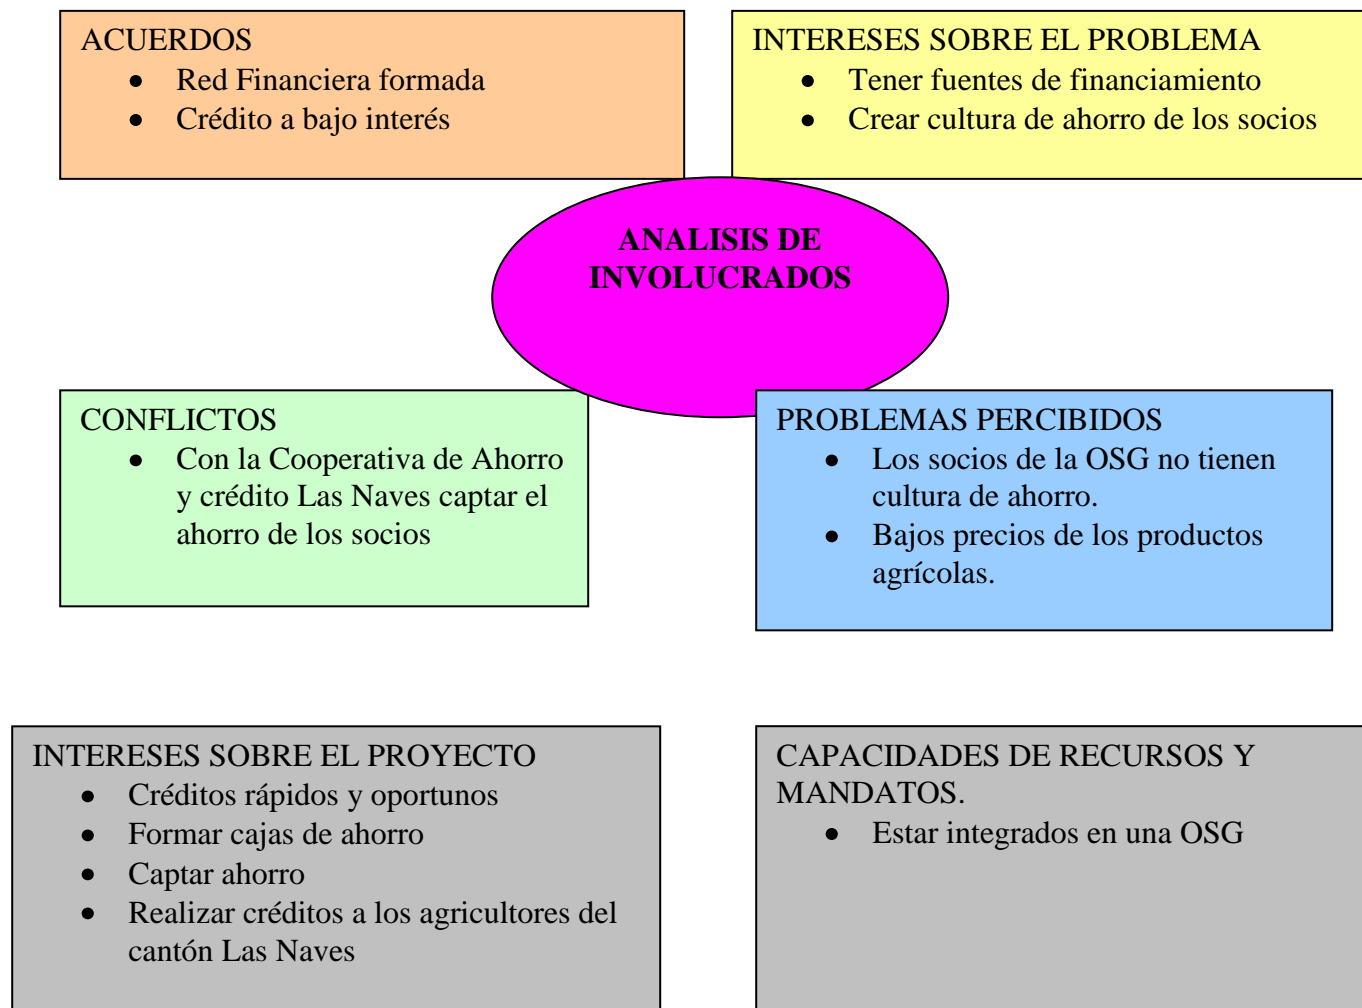 ACUERDOS
• Red Financiera formada
• Crédito a bajo interés
INTERESES SOBRE EL PROBLEMA
• Tener fuentes de financiamiento
• Crear cultura de ahorro de los socios
ANALISIS DE
INVOLUCRADOS
CONFLICTOS
• Con la Cooperativa de Ahorro
y crédito Las Naves captar el
ahorro de los socios
PROBLEMAS PERCIBIDOS
• Los socios de la OSG no tienen
cultura de ahorro.
• Bajos precios de los productos
agrícolas.
INTERESES SOBRE EL PROYECTO
• Créditos rápidos y oportunos
• Formar cajas de ahorro
• Captar ahorro
• Realizar créditos a los agricultores del
cantón Las Naves
CAPACIDADES DE RECURSOS Y
MANDATOS.
• Estar integrados en una OSG